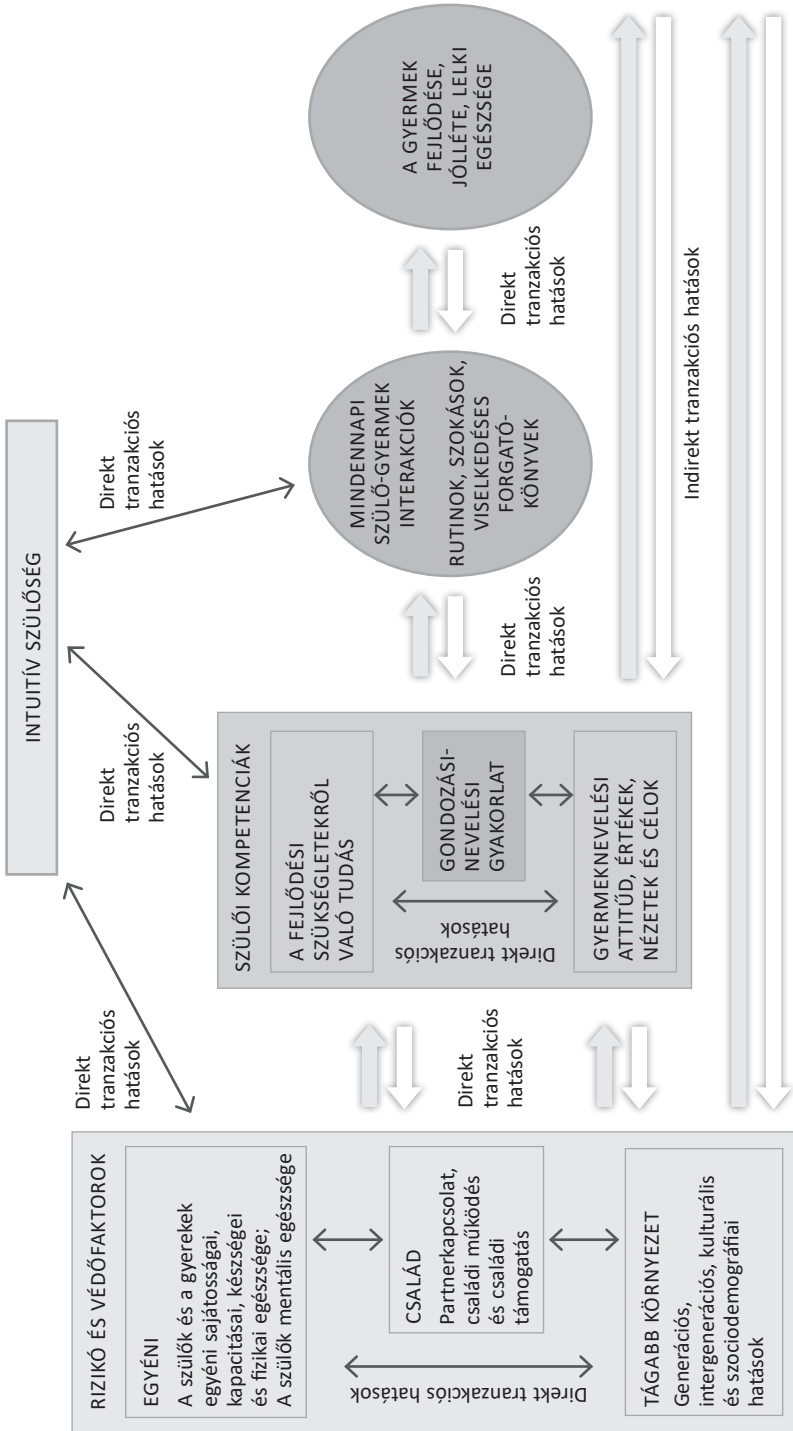 INTUITÍV SZÜLŐSÉG
Direkt
tranzakciós
hatások
Direkt
tranzakciós
hatások
Direkt
tranzakciós
hatások
RIZIKÓ ÉS VÉDŐFAKTOROK
EGYÉNI
A szülők és a gyerekek
egyéni sajátosságai,
kapacitásai, készségei
és fizikai egészsége;
A szülők mentális egészsége
CSALÁD
Partnerkapcsolat,
családi működés
és családi
támogatás
TÁGABB KÖRNYEZET
Generációs,
intergenerációs, kulturális
és szociodemográfiai
hatások
Direkt tranzakciós hatások
Direkt
tranzakciós
hatások
SZÜLŐI KOMPETENCIÁK
A FEJLŐDÉSI
SZÜKSÉGLETEKRŐL
VALÓ TUDÁS
GONDOZÁSI-
NEVELÉSI
GYAKORLAT
GYERMEKNEVELÉSI
ATTITŰD, ÉRTÉKEK,
NÉZETEK ÉS CÉLOK
Direkt tranzakciós
hatások
Direkt
tranzakciós
hatások
MINDENNAPI
SZÜLŐ-GYERMEK
INTERAKCIÓK
RUTINOK, SZOKÁSOK,
VISELKEDÉSES
FORGATÓ-
KÖNYVEK
Direkt
tranzakciós
hatások
A GYERMEK
FEJLŐDÉSE,
JÓLLÉTE, LELKI
EGÉSZSÉGE
Indirekt tranzakciós hatások